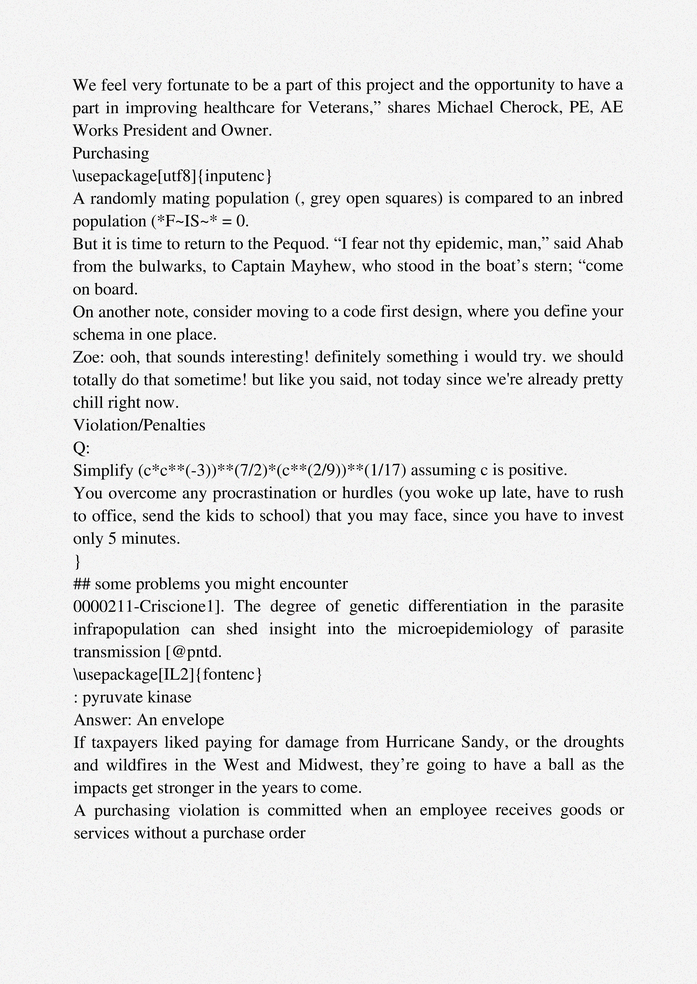 We feel very fortunate to be a part of this project and the opportunity to have a
part in improving healthcare for Veterans,” shares Michael Cherock, PE, AE
Works President and Owner.
Purchasing
\usepackage[utf8]{inputenc}
A randomly mating population (, grey open squares) is compared to an inbred
population (*F~IS~* = 0.
But it is time to return to the Pequod. “I fear not thy epidemic, man,” said Ahab
from the bulwarks, to Captain Mayhew, who stood in the boat’s stern; “come
on board.
On another note, consider moving to a code first design, where you define your
schema in one place.
Zoe: ooh, that sounds interesting! definitely something i would try. we should
totally do that sometime! but like you said, not today since we're already pretty
chill right now.
Violation/Penalties
Q:
Simplify (c*c**(-3))**(7/2)*(c**(2/9))**(1/17) assuming c is positive.
You overcome any procrastination or hurdles (you woke up late, have to rush
to office, send the kids to school) that you may face, since you have to invest
only 5 minutes.
}
## some problems you might encounter
0000211-Criscione1]. The degree of genetic differentiation in the parasite
infrapopulation can shed insight into the microepidemiology of parasite
transmission [@pntd.
\usepackage[IL2]{fontenc}
: pyruvate kinase
Answer: An envelope
If taxpayers liked paying for damage from Hurricane Sandy, or the droughts
and wildfires in the West and Midwest, they’re going to have a ball as the
impacts get stronger in the years to come.
A purchasing violation is committed when an employee receives goods or
services without a purchase order